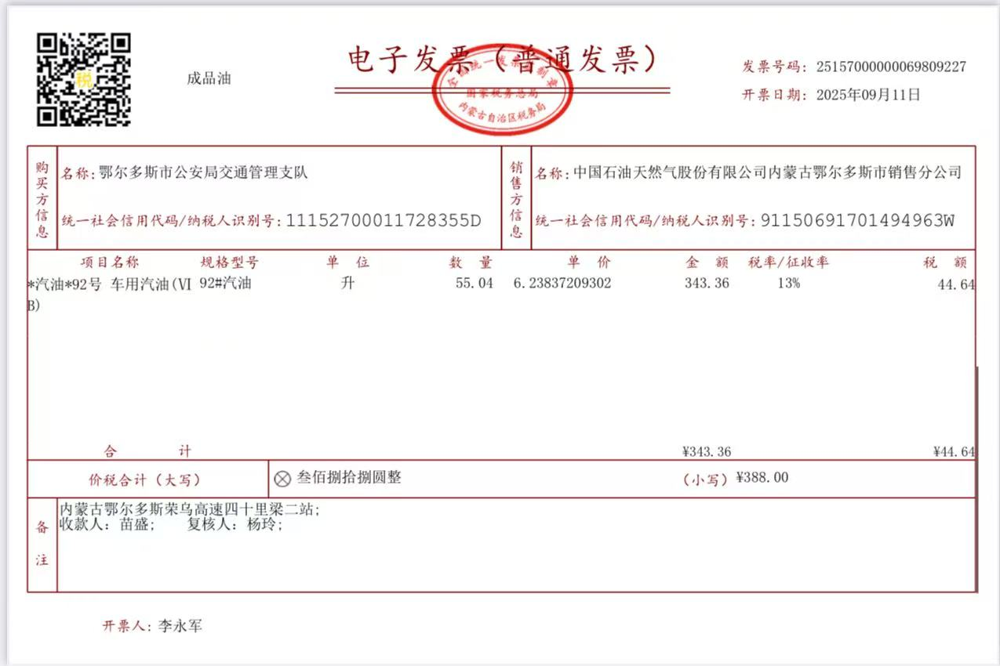 税
成品油
电子发票（普通发票）
全国统一发票监制章
国家税务总局
内蒙古自治区税务局
发票号码：25157000000069809227
开票日期：2025年09月11日
购买方信息
名称：鄂尔多斯市公安局交通管理支队
统一社会信用代码/纳税人识别号：11152700011728355D
销售方信息
名称：中国石油天然气股份有限公司内蒙古鄂尔多斯市销售分公司
统一社会信用代码/纳税人识别号：91150691701494963W
项目名称 规格型号 单位 数量 单价 金额 税率/征收率 税额
*汽油*92号 车用汽油(VI 92#汽油 升 55.04 6.23837209302 343.36 13% 44.64
B)
合计 ¥343.36 ¥44.64
价税合计（大写） 叁佰捌拾捌圆整 （小写）¥388.00
备注
内蒙古鄂尔多斯荣乌高速四十里梁二站;
收款人：苗盛; 复核人：杨玲;
开票人：李永军